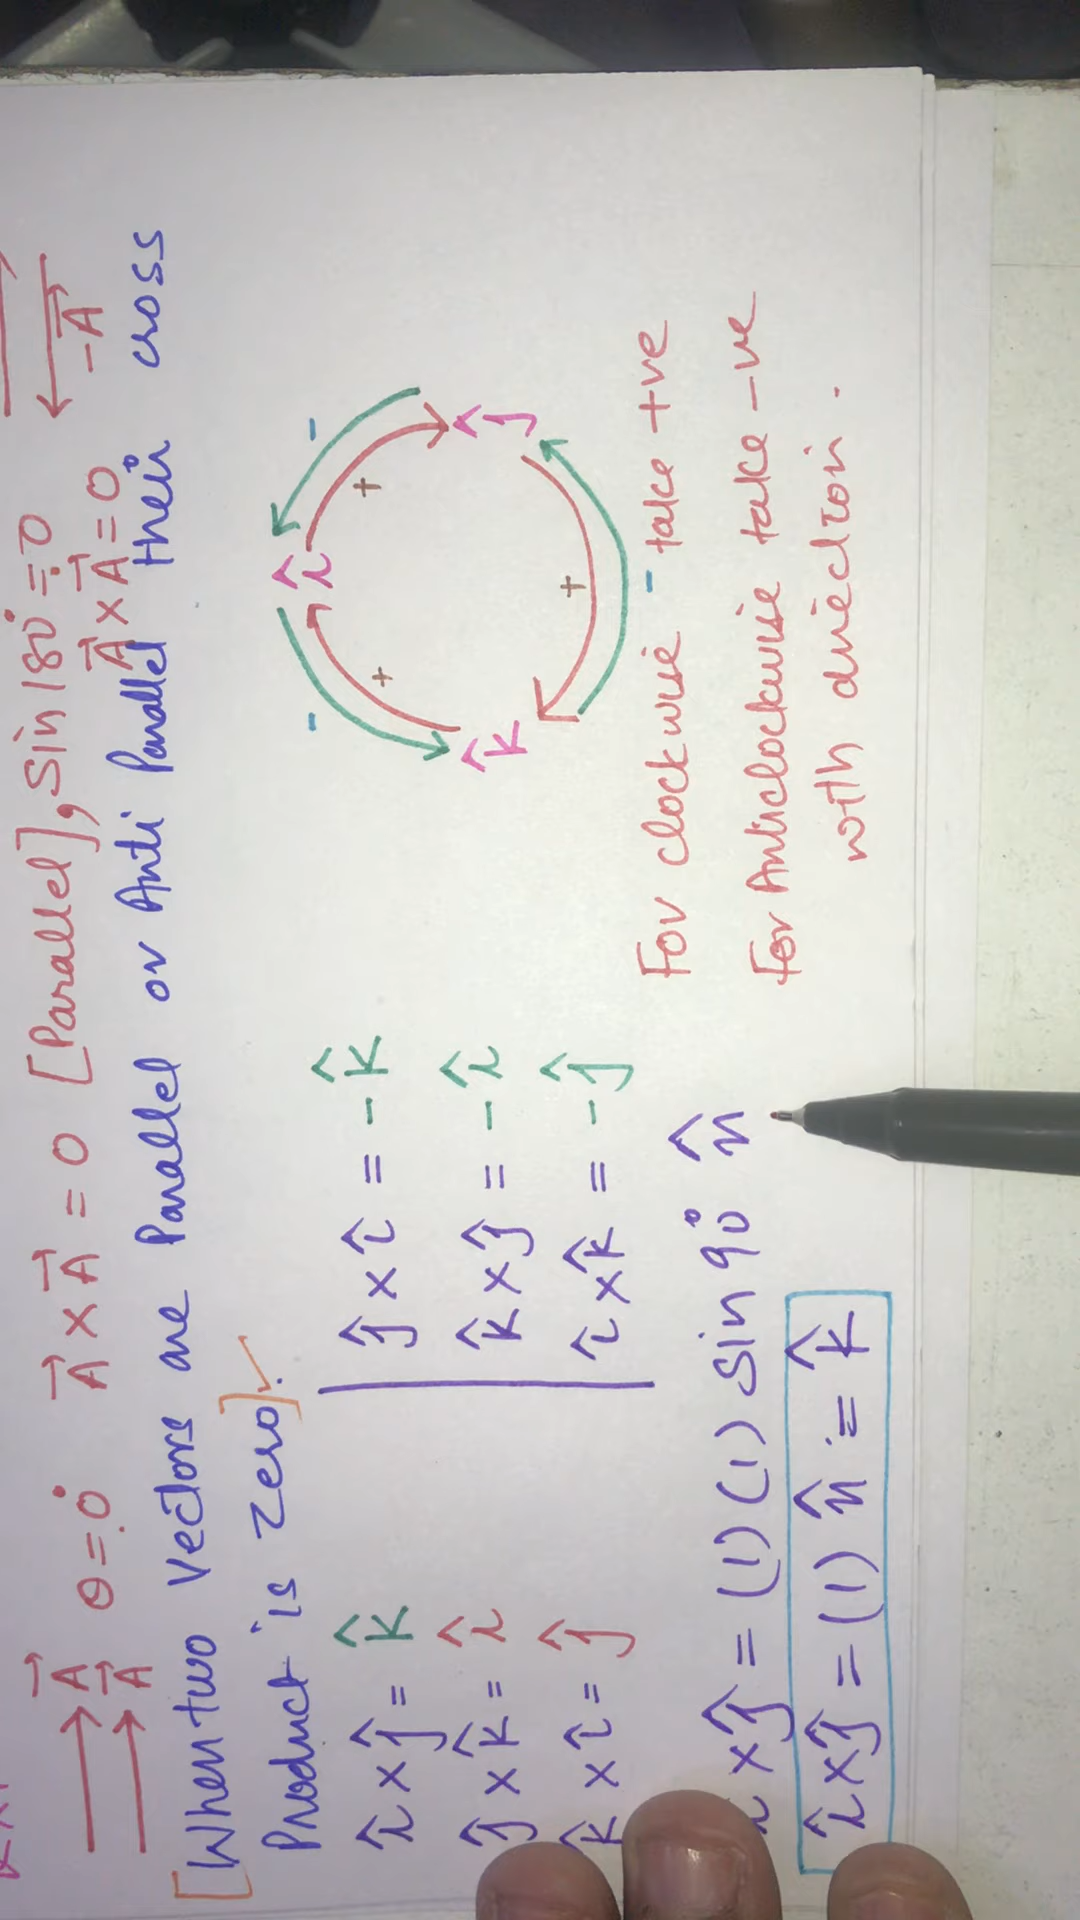 A⃗ A⃗ θ = 0° A⃗ × A⃗ = 0 [Parallel], Sin 180° = 0
A⃗ × A⃗ = 0 −A⃗
[When two Vectors are Parallel or Anti Parallel their cross
Product is zero].
î × ĵ = k̂ | ĵ × î = −k̂
ĵ × k̂ = î | k̂ × ĵ = −î
k̂ × î = ĵ | î × k̂ = −ĵ
î
ĵ
k̂
+ + +
- -
For clockwise - take +ve
for Anticlockwise take -ve
with direction.
î × ĵ = (1) (1) Sin 90° n̂
î × ĵ = (1) n̂ = k̂